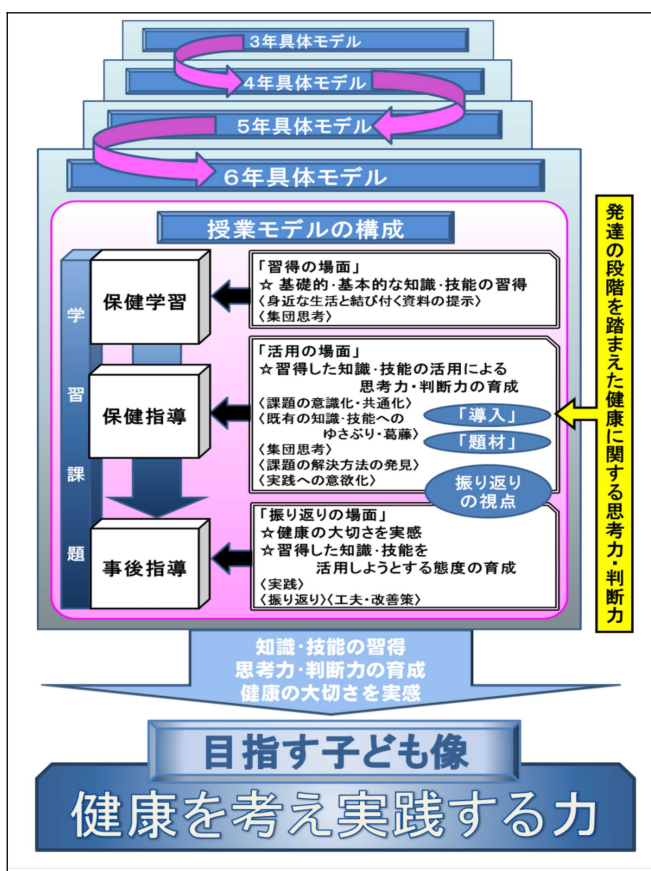 3年具体モデル
4年具体モデル
5年具体モデル
6年具体モデル
授業モデルの構成
学習課題
保健学習
「習得の場面」
☆ 基礎的・基本的な知識・技能の習得
〈身近な生活と結び付く資料の提示〉
〈集団思考〉
保健指導
「活用の場面」
☆習得した知識・技能の活用による
思考力・判断力の育成
〈課題の意識化・共通化〉
〈既有の知識・技能への
ゆさぶり・葛藤〉
〈集団思考〉
〈課題の解決方法の発見〉
〈実践への意欲化〉
「導入」
「題材」
振り返り
の視点
事後指導
「振り返りの場面」
☆健康の大切さを実感
☆習得した知識・技能を
活用しようとする態度の育成
〈実践〉
〈振り返り〉〈工夫・改善策〉
発達の段階を踏まえた健康に関する思考力・判断力
知識・技能の習得
思考力・判断力の育成
健康の大切さを実感
目指す子ども像
健康を考え実践する力